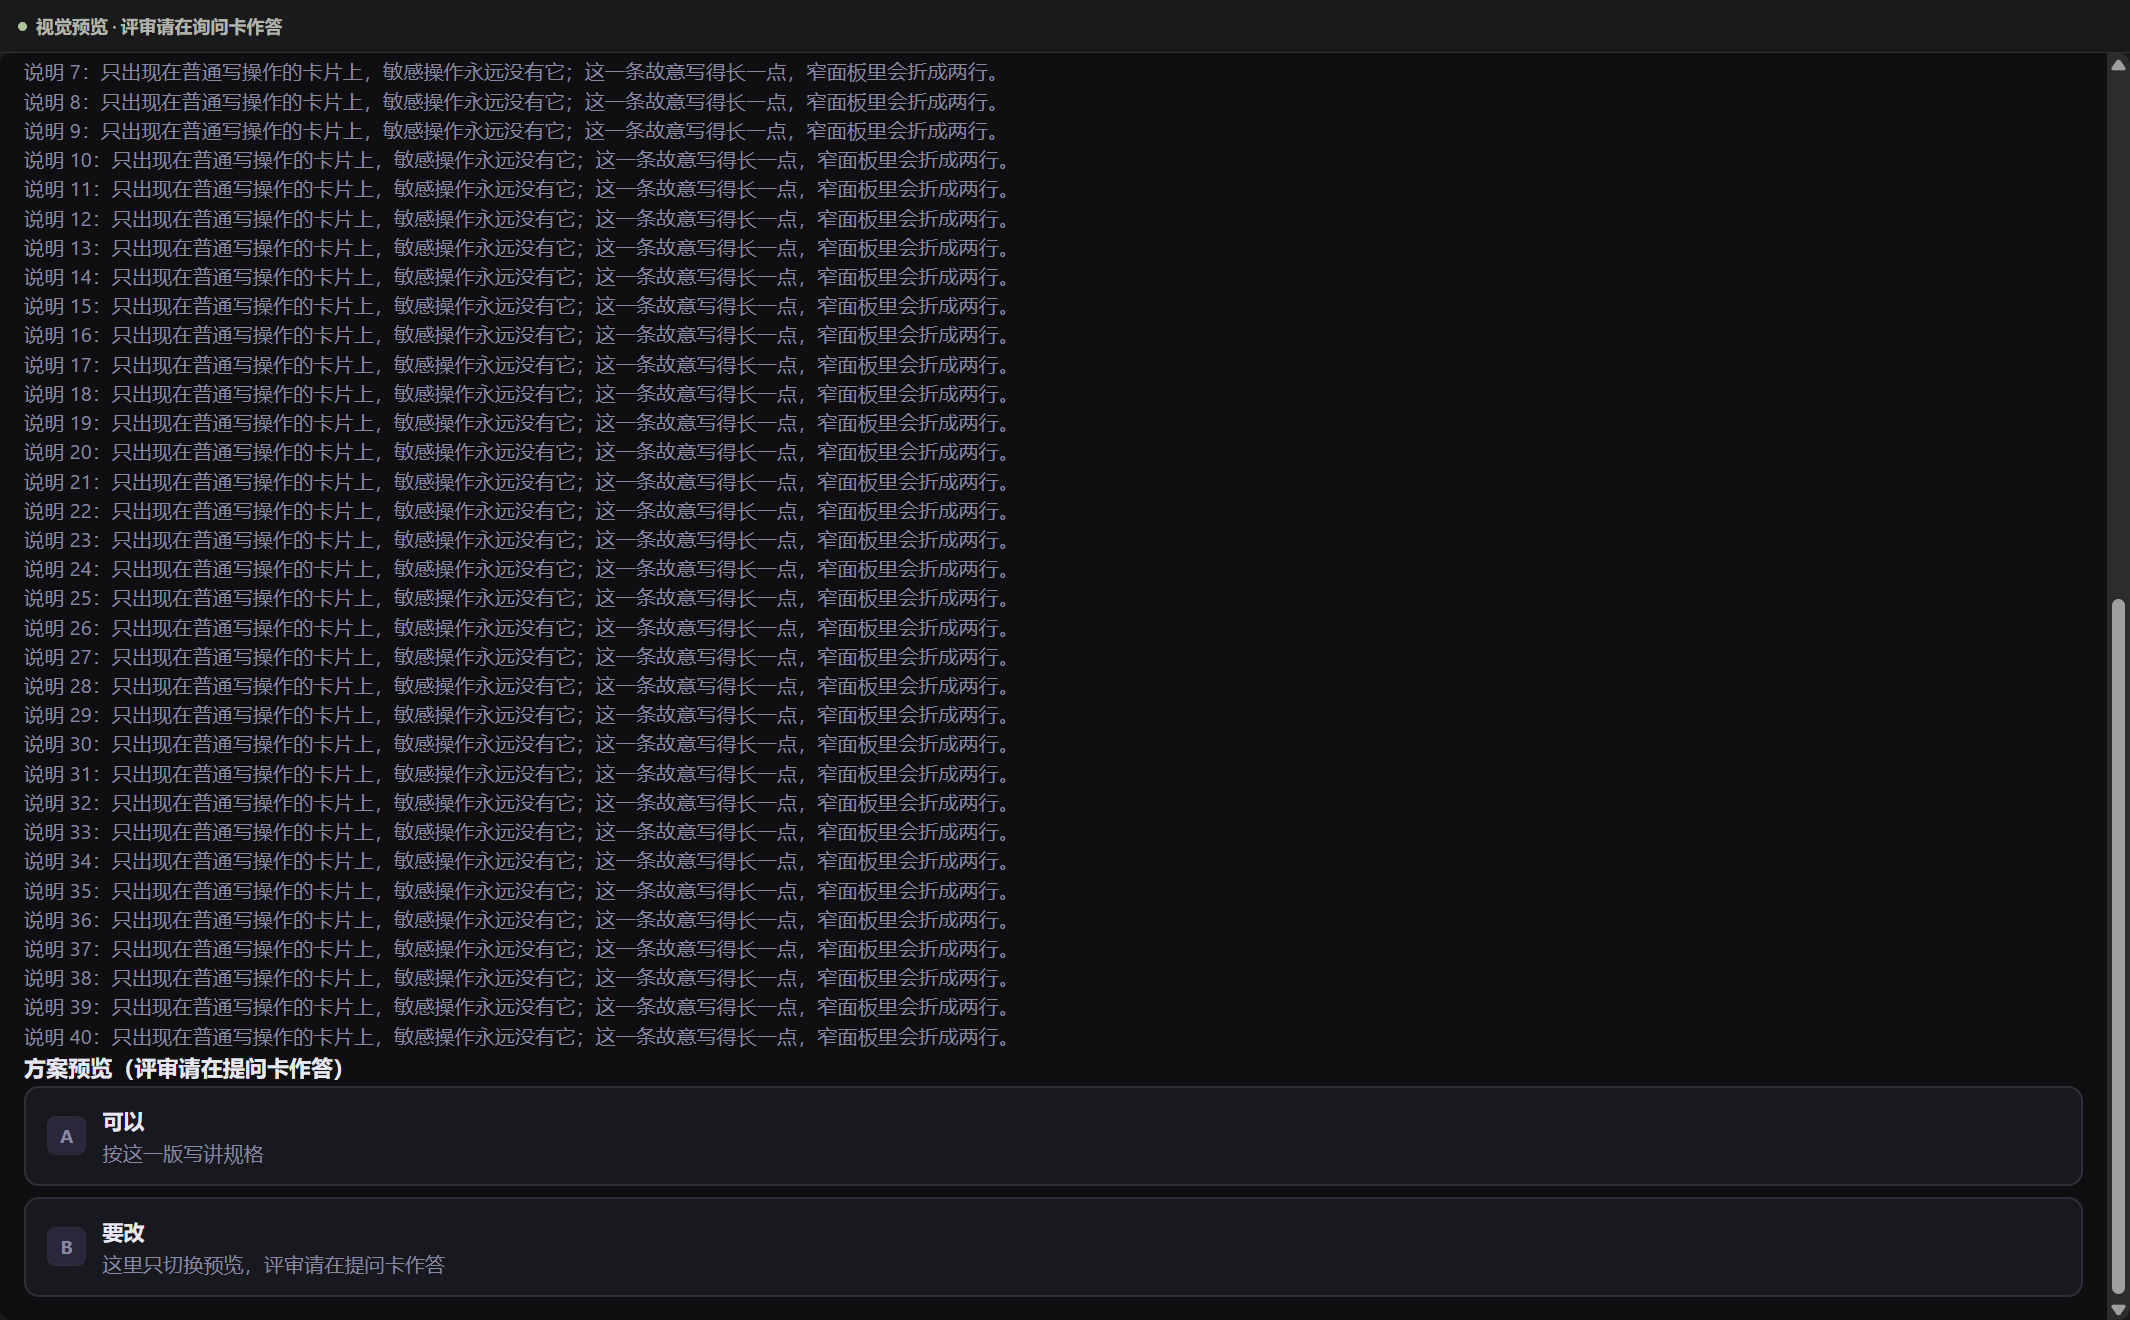 视觉预览 · 评审请在询问卡作答
说明 7：只出现在普通写操作的卡片上，敏感操作永远没有它；这一条故意写得长一点，窄面板里会折成两行。
说明 8：只出现在普通写操作的卡片上，敏感操作永远没有它；这一条故意写得长一点，窄面板里会折成两行。
说明 9：只出现在普通写操作的卡片上，敏感操作永远没有它；这一条故意写得长一点，窄面板里会折成两行。
说明 10：只出现在普通写操作的卡片上，敏感操作永远没有它；这一条故意写得长一点，窄面板里会折成两行。
说明 11：只出现在普通写操作的卡片上，敏感操作永远没有它；这一条故意写得长一点，窄面板里会折成两行。
说明 12：只出现在普通写操作的卡片上，敏感操作永远没有它；这一条故意写得长一点，窄面板里会折成两行。
说明 13：只出现在普通写操作的卡片上，敏感操作永远没有它；这一条故意写得长一点，窄面板里会折成两行。
说明 14：只出现在普通写操作的卡片上，敏感操作永远没有它；这一条故意写得长一点，窄面板里会折成两行。
说明 15：只出现在普通写操作的卡片上，敏感操作永远没有它；这一条故意写得长一点，窄面板里会折成两行。
说明 16：只出现在普通写操作的卡片上，敏感操作永远没有它；这一条故意写得长一点，窄面板里会折成两行。
说明 17：只出现在普通写操作的卡片上，敏感操作永远没有它；这一条故意写得长一点，窄面板里会折成两行。
说明 18：只出现在普通写操作的卡片上，敏感操作永远没有它；这一条故意写得长一点，窄面板里会折成两行。
说明 19：只出现在普通写操作的卡片上，敏感操作永远没有它；这一条故意写得长一点，窄面板里会折成两行。
说明 20：只出现在普通写操作的卡片上，敏感操作永远没有它；这一条故意写得长一点，窄面板里会折成两行。
说明 21：只出现在普通写操作的卡片上，敏感操作永远没有它；这一条故意写得长一点，窄面板里会折成两行。
说明 22：只出现在普通写操作的卡片上，敏感操作永远没有它；这一条故意写得长一点，窄面板里会折成两行。
说明 23：只出现在普通写操作的卡片上，敏感操作永远没有它；这一条故意写得长一点，窄面板里会折成两行。
说明 24：只出现在普通写操作的卡片上，敏感操作永远没有它；这一条故意写得长一点，窄面板里会折成两行。
说明 25：只出现在普通写操作的卡片上，敏感操作永远没有它；这一条故意写得长一点，窄面板里会折成两行。
说明 26：只出现在普通写操作的卡片上，敏感操作永远没有它；这一条故意写得长一点，窄面板里会折成两行。
说明 27：只出现在普通写操作的卡片上，敏感操作永远没有它；这一条故意写得长一点，窄面板里会折成两行。
说明 28：只出现在普通写操作的卡片上，敏感操作永远没有它；这一条故意写得长一点，窄面板里会折成两行。
说明 29：只出现在普通写操作的卡片上，敏感操作永远没有它；这一条故意写得长一点，窄面板里会折成两行。
说明 30：只出现在普通写操作的卡片上，敏感操作永远没有它；这一条故意写得长一点，窄面板里会折成两行。
说明 31：只出现在普通写操作的卡片上，敏感操作永远没有它；这一条故意写得长一点，窄面板里会折成两行。
说明 32：只出现在普通写操作的卡片上，敏感操作永远没有它；这一条故意写得长一点，窄面板里会折成两行。
说明 33：只出现在普通写操作的卡片上，敏感操作永远没有它；这一条故意写得长一点，窄面板里会折成两行。
说明 34：只出现在普通写操作的卡片上，敏感操作永远没有它；这一条故意写得长一点，窄面板里会折成两行。
说明 35：只出现在普通写操作的卡片上，敏感操作永远没有它；这一条故意写得长一点，窄面板里会折成两行。
说明 36：只出现在普通写操作的卡片上，敏感操作永远没有它；这一条故意写得长一点，窄面板里会折成两行。
说明 37：只出现在普通写操作的卡片上，敏感操作永远没有它；这一条故意写得长一点，窄面板里会折成两行。
说明 38：只出现在普通写操作的卡片上，敏感操作永远没有它；这一条故意写得长一点，窄面板里会折成两行。
说明 39：只出现在普通写操作的卡片上，敏感操作永远没有它；这一条故意写得长一点，窄面板里会折成两行。
说明 40：只出现在普通写操作的卡片上，敏感操作永远没有它；这一条故意写得长一点，窄面板里会折成两行。
方案预览（评审请在提问卡作答）
A
可以
按这一版写讲规格
B
要改
这里只切换预览，评审请在提问卡作答